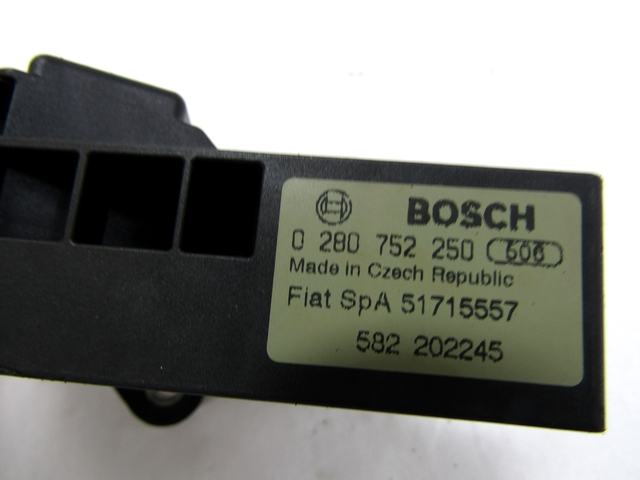 BOSCH
0 280 752 250 606
Made in Czech Republic
Fiat SpA 51715557
582 202245